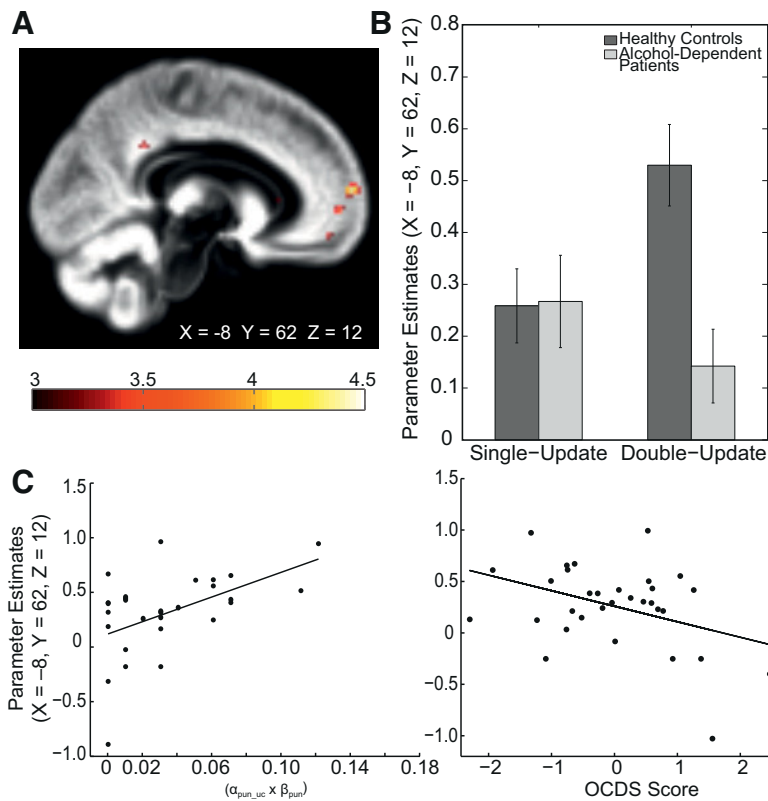 A
X = -8 Y = 62 Z = 12
3 3.5 4 4.5
B
Parameter Estimates (X = −8, Y = 62, Z = 12)
0.8
0.7
0.6
0.5
0.4
0.3
0.2
0.1
0
Healthy Controls
Alcohol-Dependent
Patients
Single−Update Double−Update
C
Parameter Estimates
(X = −8, Y = 62, Z = 12)
1.5
1.0
0.5
0
−0.5
−1.0
0 0.02 0.06 0.10 0.14 0.18
(αpun_uc x βpun)
1.5
1.0
0.5
0
−0.5
−1.0
−2 −1 0 1 2
OCDS Score